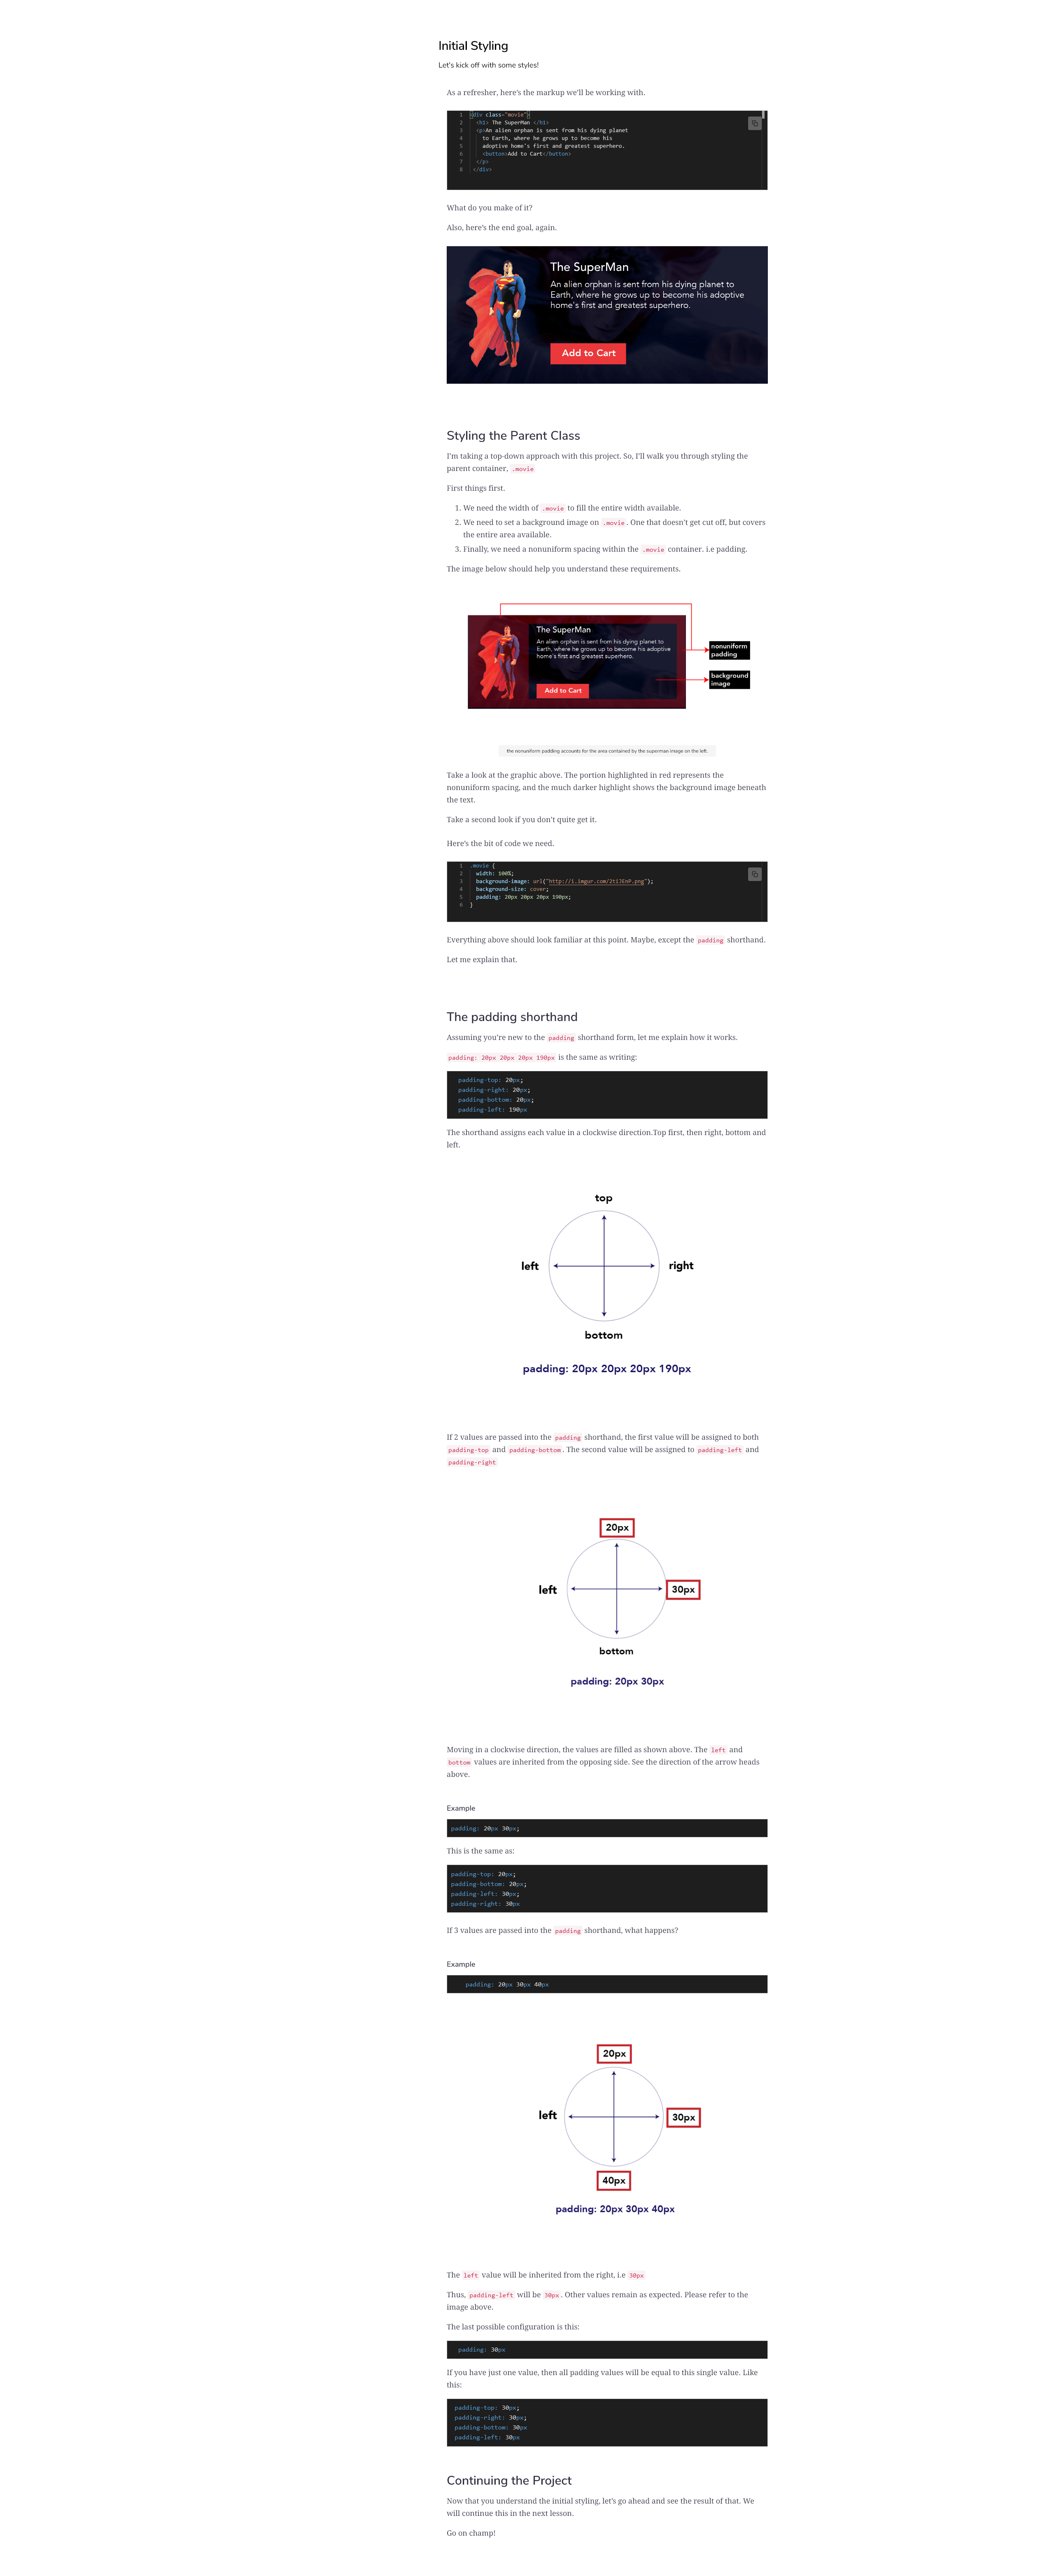 Initial Styling
Let's kick off with some styles!
As a refresher, here's the markup we'll be working with.
1 <div class="movie">
2 <h1> The SuperMan </h1>
3 <p>An alien orphan is sent from his dying planet
4 to Earth, where he grows up to become his
5 adoptive home's first and greatest superhero.
6 <button>Add to Cart</button>
7 </p>
8 </div>
What do you make of it?
Also, here's the end goal, again.
The SuperMan
An alien orphan is sent from his dying planet to
Earth, where he grows up to become his adoptive
home's first and greatest superhero.
Add to Cart
Styling the Parent Class
I'm taking a top-down approach with this project. So, I'll walk you through styling the
parent container, .movie
First things first.
1. We need the width of .movie to fill the entire width available.
2. We need to set a background image on .movie. One that doesn't get cut off, but covers
the entire area available.
3. Finally, we need a nonuniform spacing within the .movie container. i.e padding.
The image below should help you understand these requirements.
The SuperMan
An alien orphan is sent from his dying planet to
Earth, where he grows up to become his adoptive
home's first and greatest superhero.
Add to Cart
nonuniform
padding
background
image
the nonuniform padding accounts for the area contained by the superman image on the left.
Take a look at the graphic above. The portion highlighted in red represents the
nonuniform spacing, and the much darker highlight shows the background image beneath
the text.
Take a second look if you don't quite get it.
Here's the bit of code we need.
1 .movie {
2 width: 100%;
3 background-image: url("http://i.imgur.com/2tiJEnP.png");
4 background-size: cover;
5 padding: 20px 20px 20px 190px;
6 }
Everything above should look familiar at this point. Maybe, except the padding shorthand.
Let me explain that.
The padding shorthand
Assuming you're new to the padding shorthand form, let me explain how it works.
padding: 20px 20px 20px 190px is the same as writing:
padding-top: 20px;
padding-right: 20px;
padding-bottom: 20px;
padding-left: 190px
The shorthand assigns each value in a clockwise direction.Top first, then right, bottom and
left.
top
left
right
bottom
padding: 20px 20px 20px 190px
If 2 values are passed into the padding shorthand, the first value will be assigned to both
padding-top and padding-bottom. The second value will be assigned to padding-left and
padding-right
20px
left
30px
bottom
padding: 20px 30px
Moving in a clockwise direction, the values are filled as shown above. The left and
bottom values are inherited from the opposing side. See the direction of the arrow heads
above.
Example
padding: 20px 30px;
This is the same as:
padding-top: 20px;
padding-bottom: 20px;
padding-left: 30px;
padding-right: 30px
If 3 values are passed into the padding shorthand, what happens?
Example
padding: 20px 30px 40px
20px
left
30px
40px
padding: 20px 30px 40px
The left value will be inherited from the right, i.e 30px
Thus, padding-left will be 30px. Other values remain as expected. Please refer to the
image above.
The last possible configuration is this:
padding: 30px
If you have just one value, then all padding values will be equal to this single value. Like
this:
padding-top: 30px;
padding-right: 30px;
padding-bottom: 30px
padding-left: 30px
Continuing the Project
Now that you understand the initial styling, let's go ahead and see the result of that. We
will continue this in the next lesson.
Go on champ!